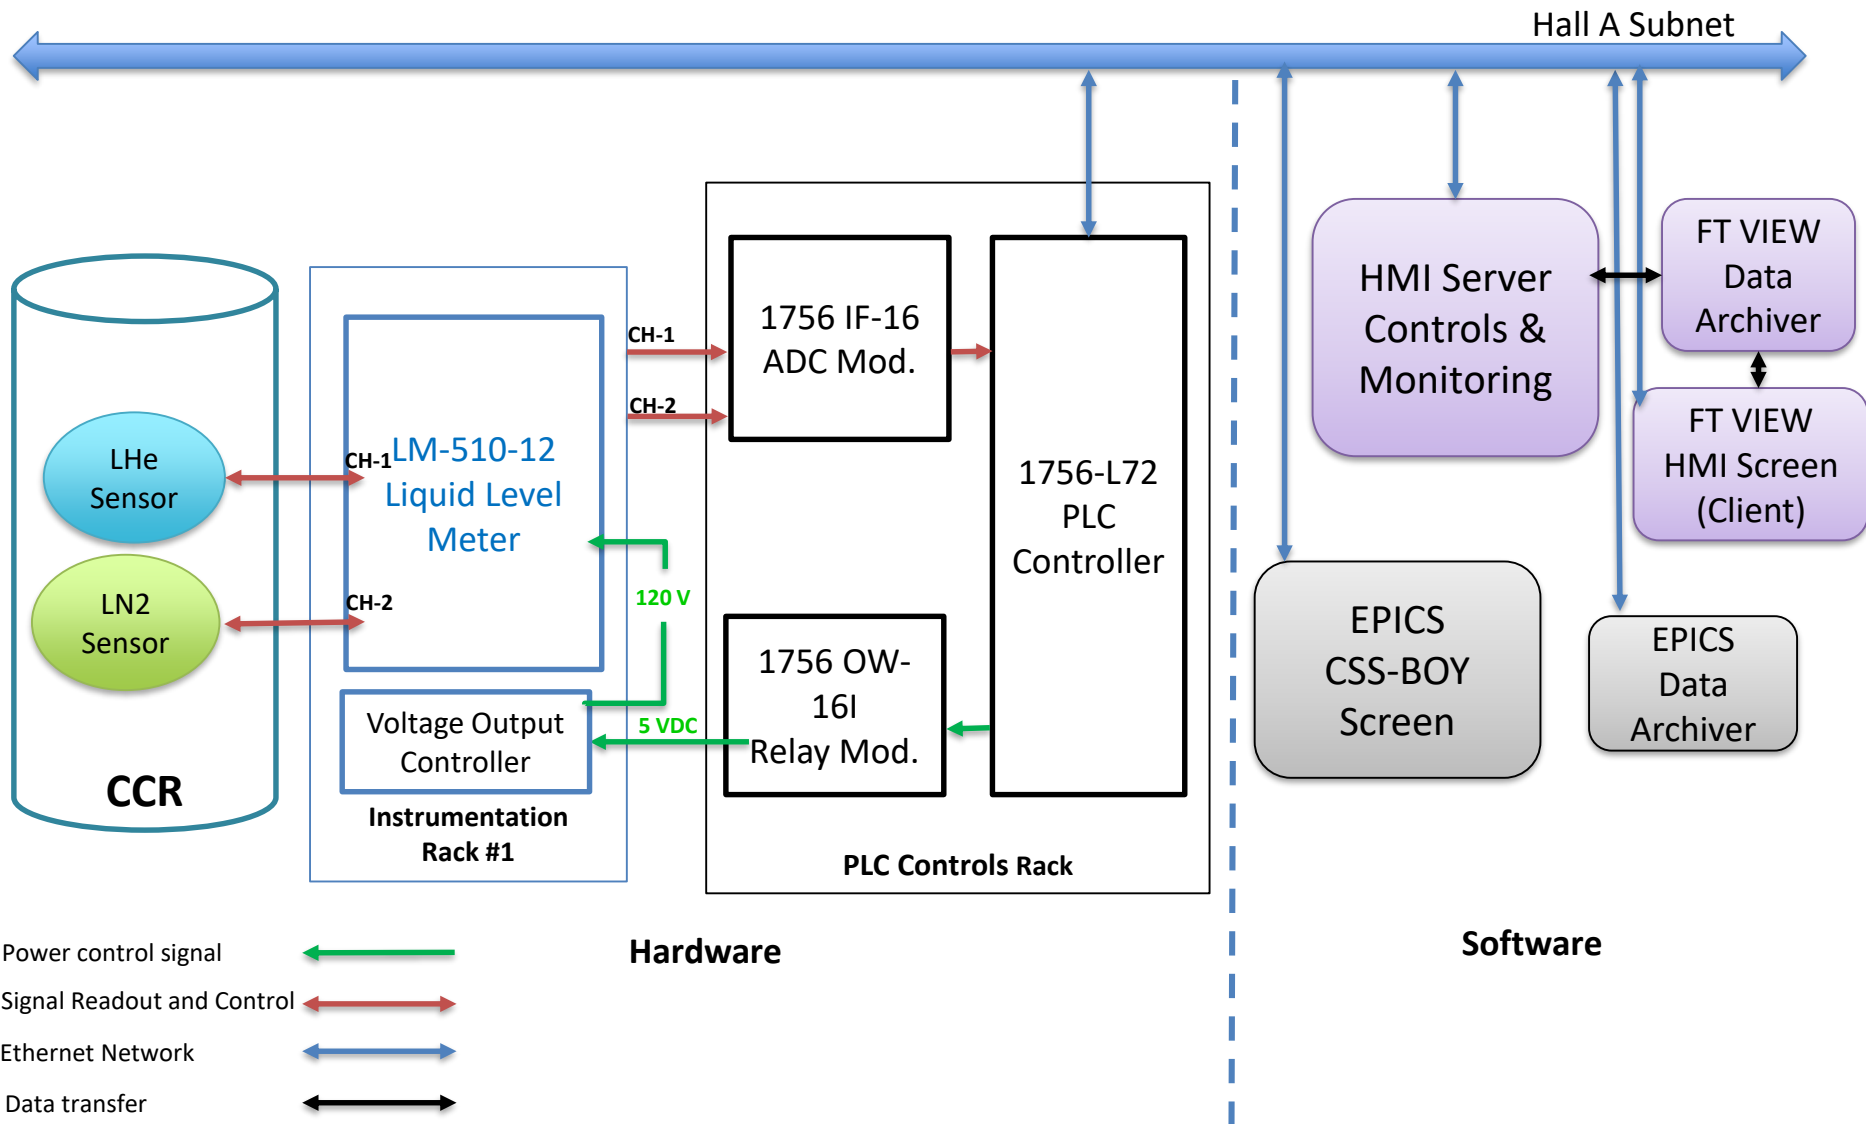 Hall A Subnet
LHe
Sensor
LN2
Sensor
CCR
CH-1
CH-2
LM-510-12
Liquid Level
Meter
Voltage Output
Controller
Instrumentation
Rack #1
CH-1
CH-2
120 V
5 VDC
1756 IF-16
ADC Mod.
1756 OW-
16I
Relay Mod.
1756-L72
PLC
Controller
PLC Controls Rack
HMI Server
Controls &
Monitoring
FT VIEW
Data
Archiver
FT VIEW
HMI Screen
(Client)
EPICS
CSS-BOY
Screen
EPICS
Data
Archiver
Hardware
Software
Power control signal
Signal Readout and Control
Ethernet Network
Data transfer